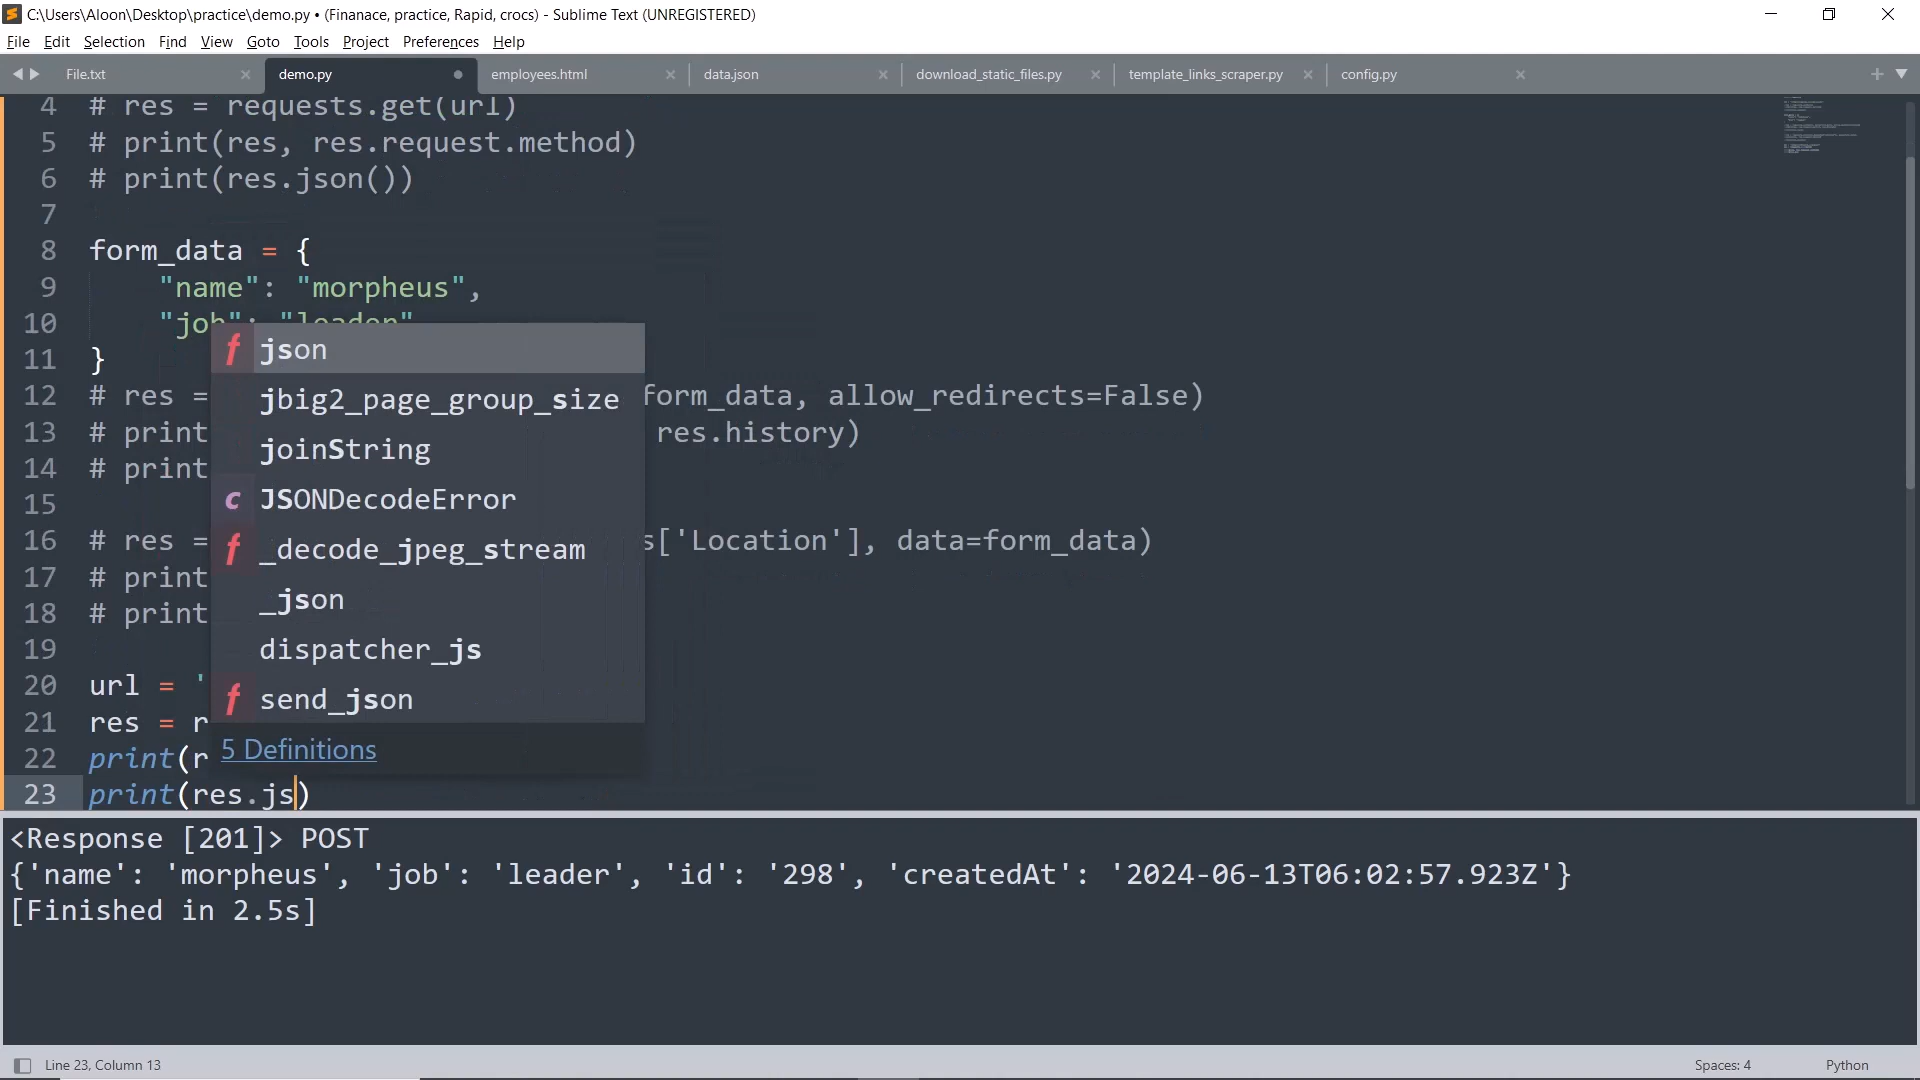 C:\Users\Aloon\Desktop\practice\demo.py • (Finanace, practice, Rapid, crocs) - Sublime Text (UNREGISTERED)
File Edit Selection Find View Goto Tools Project Preferences Help
File.txt demo.py employees.html data.json download_static_files.py template_links_scraper.py config.py
4 # res = requests.get(url)
5 # print(res, res.request.method)
6 # print(res.json())
7
8 form_data = {
9 "name": "morpheus",
10 "job": "leader"
11 }
12 # res = form_data, allow_redirects=False)
13 # print res.history)
14 # print
15
16 # res = s['Location'], data=form_data)
17 # print
18 # print
19
20 url = '
21 res = r
22 print(r
23 print(res.js)
f json
jbig2_page_group_size
joinString
c JSONDecodeError
f _decode_jpeg_stream
_json
dispatcher_js
f send_json
5 Definitions
<Response [201]> POST
{'name': 'morpheus', 'job': 'leader', 'id': '298', 'createdAt': '2024-06-13T06:02:57.923Z'}
[Finished in 2.5s]
Line 23, Column 13 Spaces: 4 Python